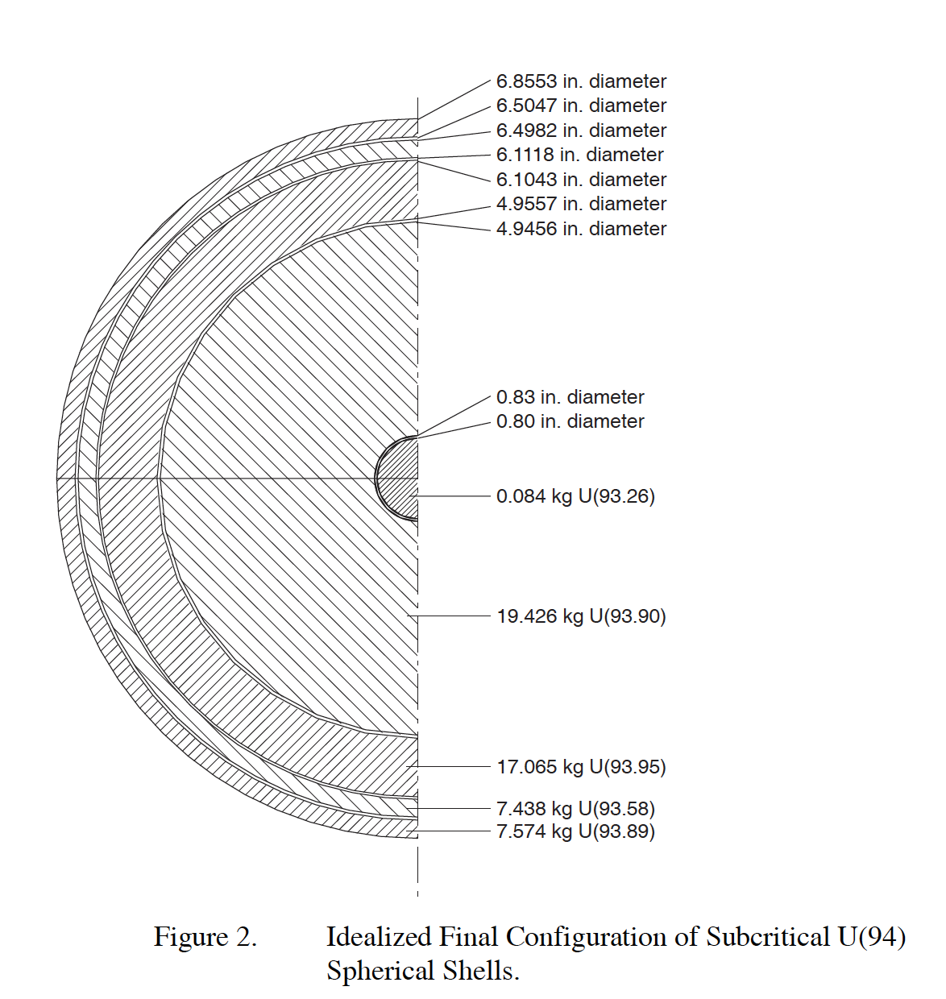 6.8553 in. diameter
6.5047 in. diameter
6.4982 in. diameter
6.1118 in. diameter
6.1043 in. diameter
4.9557 in. diameter
4.9456 in. diameter
0.83 in. diameter
0.80 in. diameter
0.084 kg U(93.26)
19.426 kg U(93.90)
17.065 kg U(93.95)
7.438 kg U(93.58)
7.574 kg U(93.89)
Figure 2. Idealized Final Configuration of Subcritical U(94)
Spherical Shells.